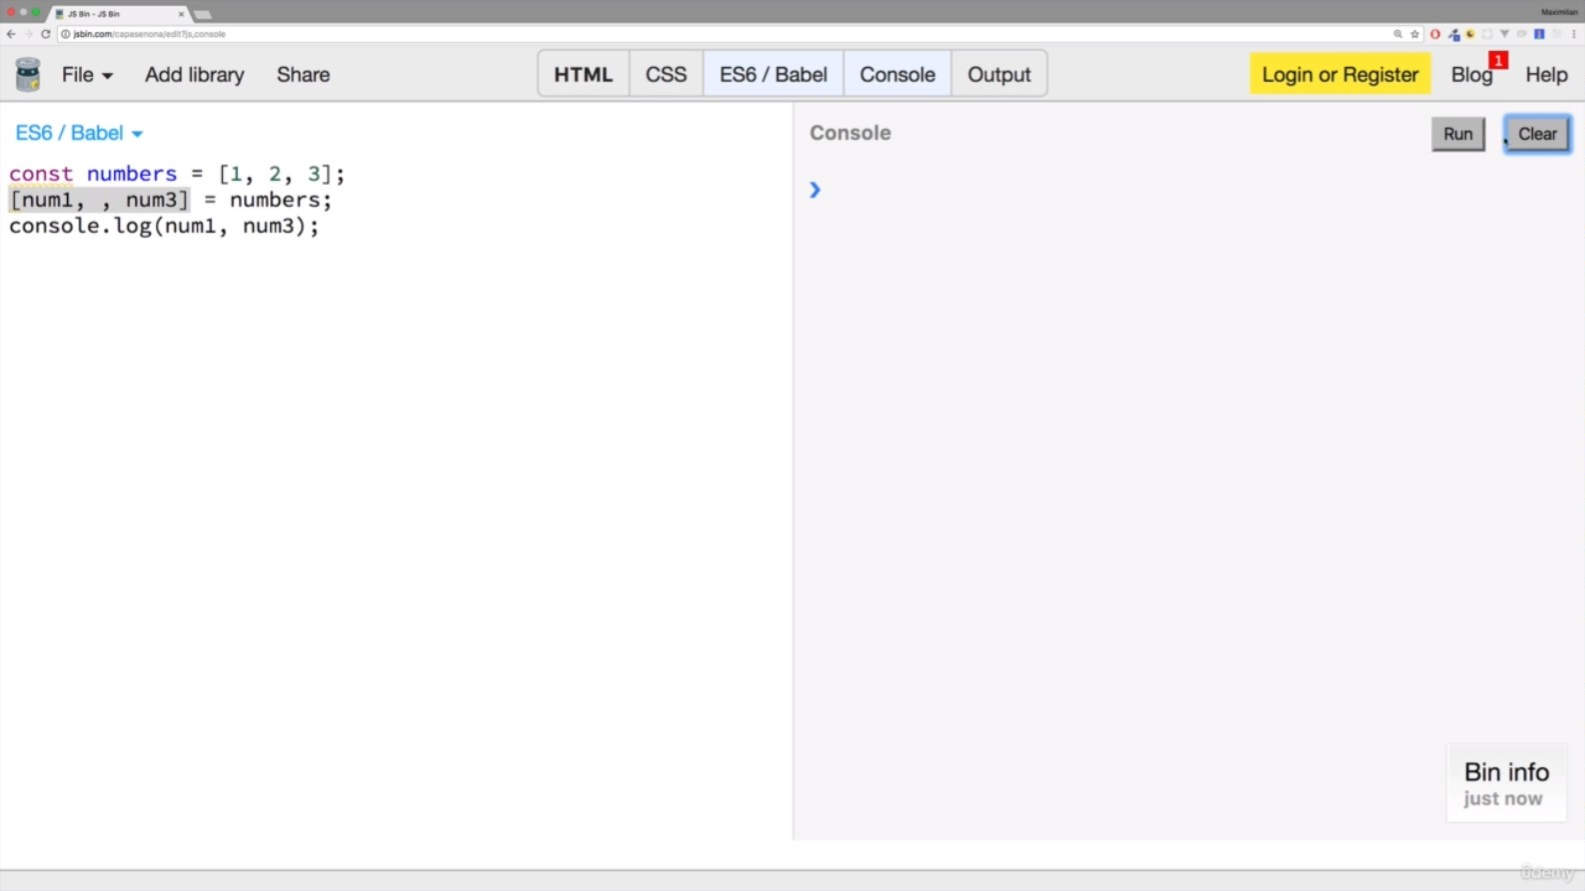 JS Bin - JS Bin
Maximilian
jsbin.com/capasenona/edit?js,console
File
Add library
Share
HTML
CSS
ES6 / Babel
Console
Output
Login or Register
Blog
1
Help
ES6 / Babel
const numbers = [1, 2, 3];
[num1, , num3] = numbers;
console.log(num1, num3);
Console
Run
Clear
Bin info
just now
ûdemy